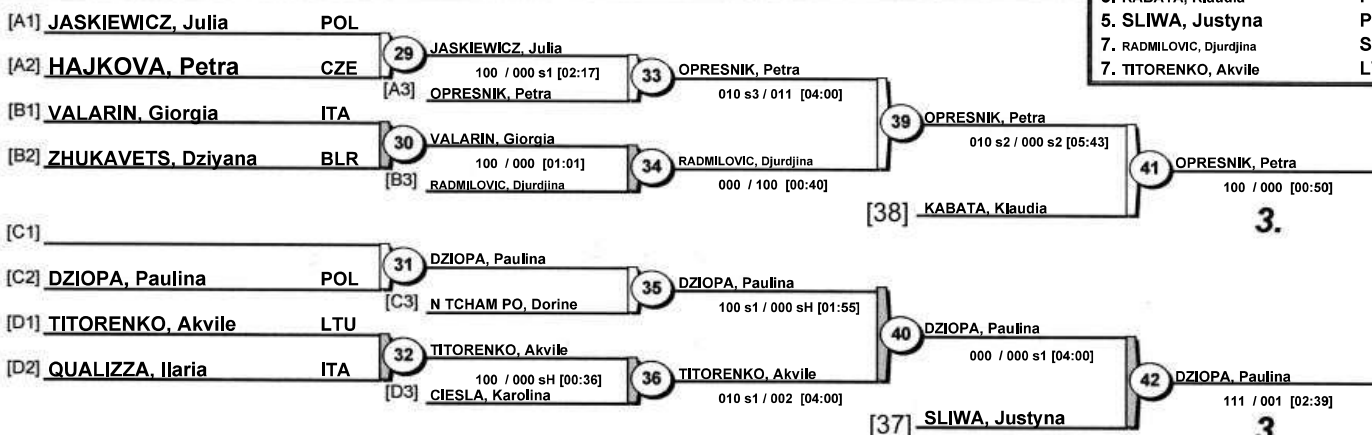 KABATA, Klaudia
5. SLIWA, Justyna P
7. RADMILOVIC, Djurdjina S
7. TITORENKO, Akvile
[A1] JASKIEWICZ, Julia POL
[A2] HAJKOVA, Petra CZE
[B1] VALARIN, Giorgia ITA
[B2] ZHUKAVETS, Dziyana BLR
[C1]
[C2] DZIOPA, Paulina POL
[D1] TITORENKO, Akvile LTU
[D2] QUALIZZA, Ilaria ITA
29 JASKIEWICZ, Julia
100 / 000 s1 [02:17]
[A3] OPRESNIK, Petra
30 VALARIN, Giorgia
100 / 000 [01:01]
[B3] RADMILOVIC, Djurdjina
31 DZIOPA, Paulina
[C3] N TCHAM PO, Dorine
32 TITORENKO, Akvile
100 / 000 sH [00:36]
[D3] CIESLA, Karolina
33 OPRESNIK, Petra
010 s3 / 011 [04:00]
34 RADMILOVIC, Djurdjina
000 / 100 [00:40]
35 DZIOPA, Paulina
100 s1 / 000 sH [01:55]
36 TITORENKO, Akvile
010 s1 / 002 [04:00]
39 OPRESNIK, Petra
010 s2 / 000 s2 [05:43]
[38] KABATA, Klaudia
40 DZIOPA, Paulina
000 / 000 s1 [04:00]
[37] SLIWA, Justyna
41 OPRESNIK, Petra
100 / 000 [00:50]
3.
42 DZIOPA, Paulina
111 / 001 [02:39]
3